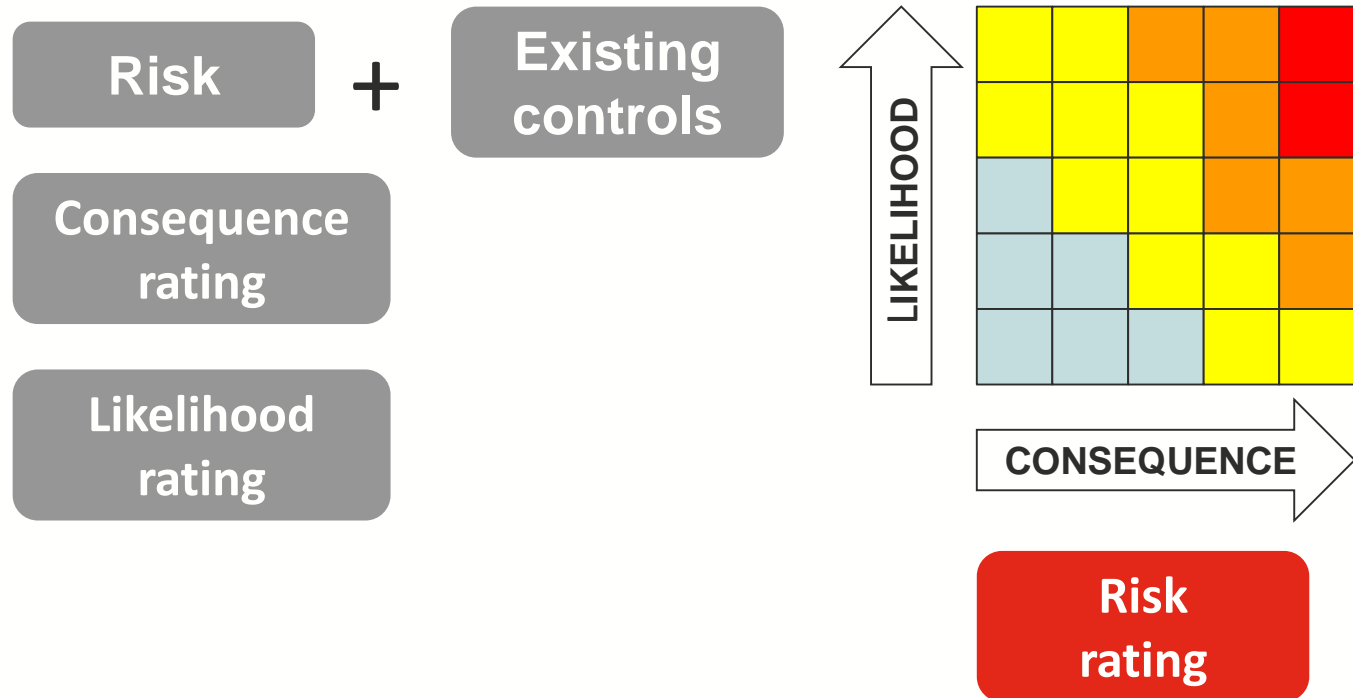 Risk
+
Existing
controls
Consequence
rating
Likelihood
rating
LIKELIHOOD
CONSEQUENCE
Risk
rating